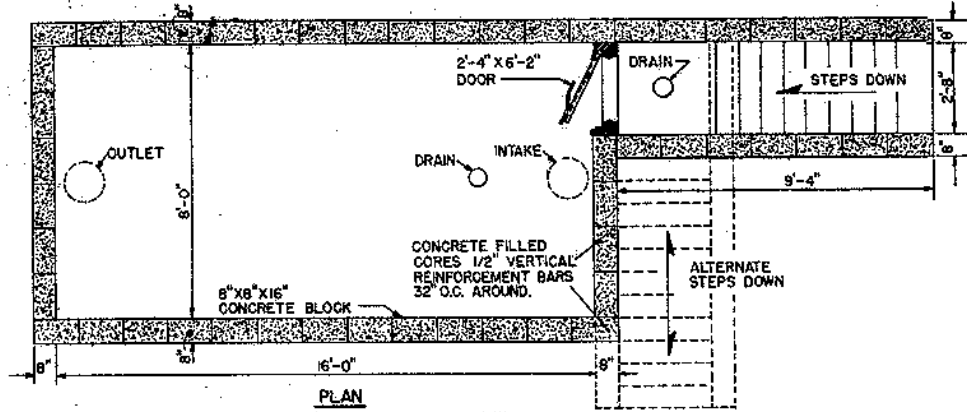 8"
2'-4" X 6'-2"
DOOR
DRAIN
STEPS DOWN
8"
2'-8"
8"
OUTLET
8'-0"
DRAIN
INTAKE
9'-4"
CONCRETE FILLED
CORES 1/2" VERTICAL
REINFORCEMENT BARS
32" O.C. AROUND.
ALTERNATE
STEPS DOWN
8"X8"X16"
CONCRETE BLOCK
8"
8"
16'-0"
8"
PLAN